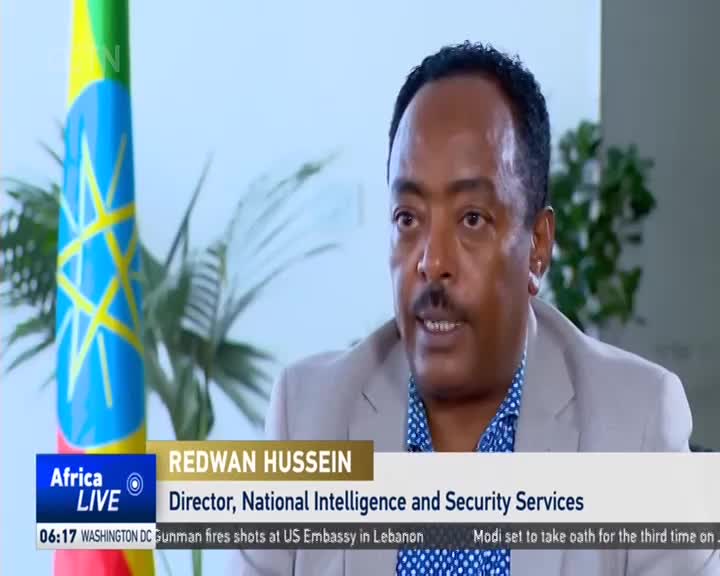 CGTN
REDWAN HUSSEIN
Africa
LIVE
Director, National Intelligence and Security Services
06:17 WASHINGTON DC
Gunman fires shots at US Embassy in Lebanon
Modi set to take oath for the third time on